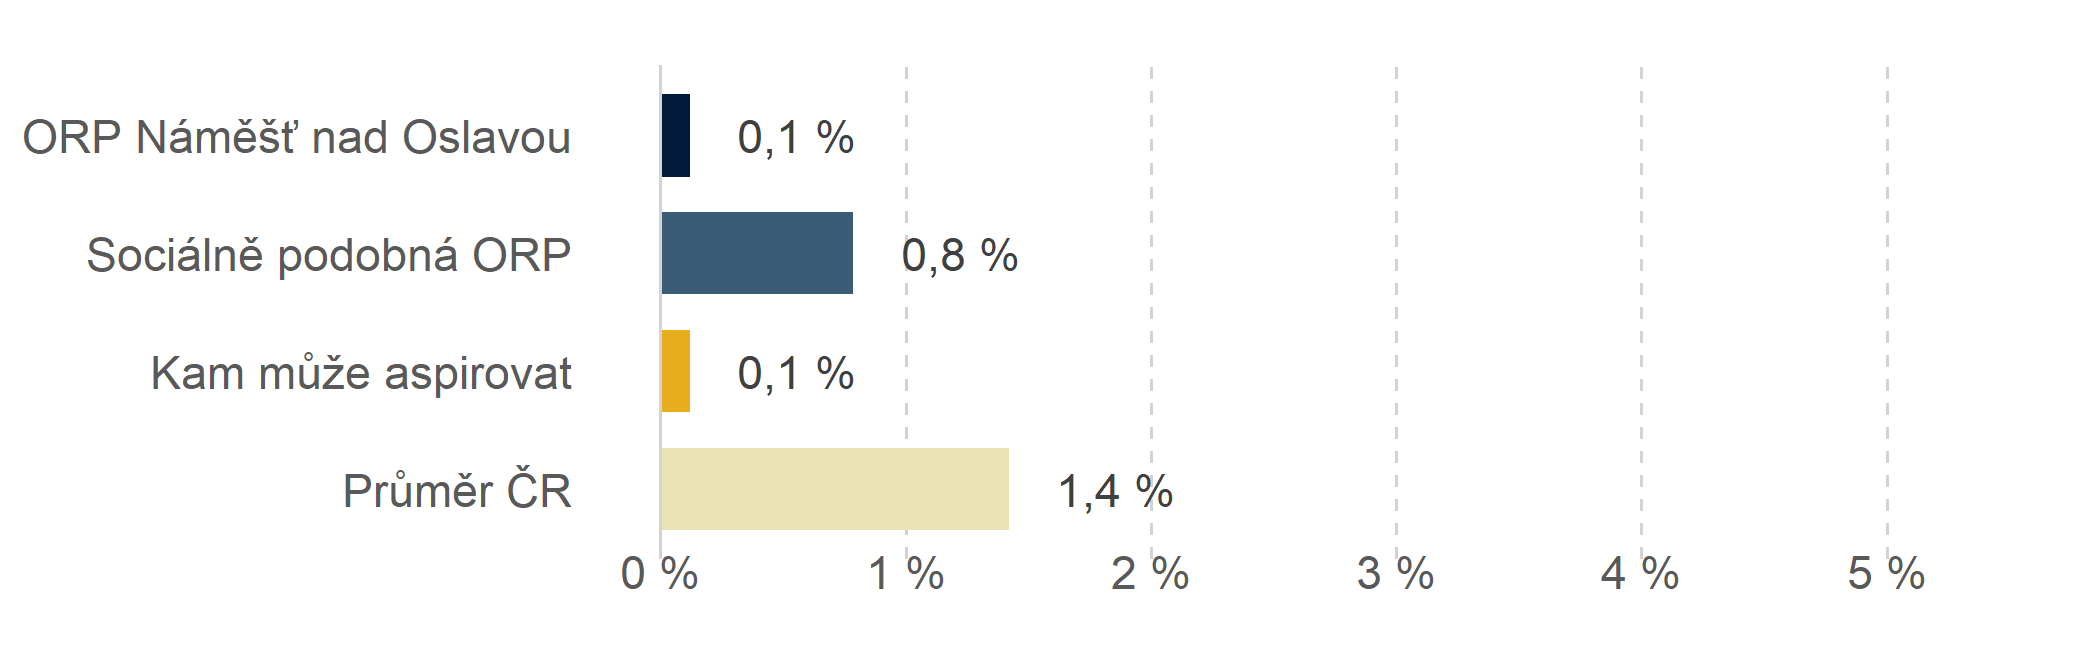 ORP Náměšť nad Oslavou
0,1 %
Sociálně podobná ORP
0,8 %
Kam může aspirovat
0,1 %
Průměr ČR
1,4 %
0 % 1 % 2 % 3 % 4 % 5 %